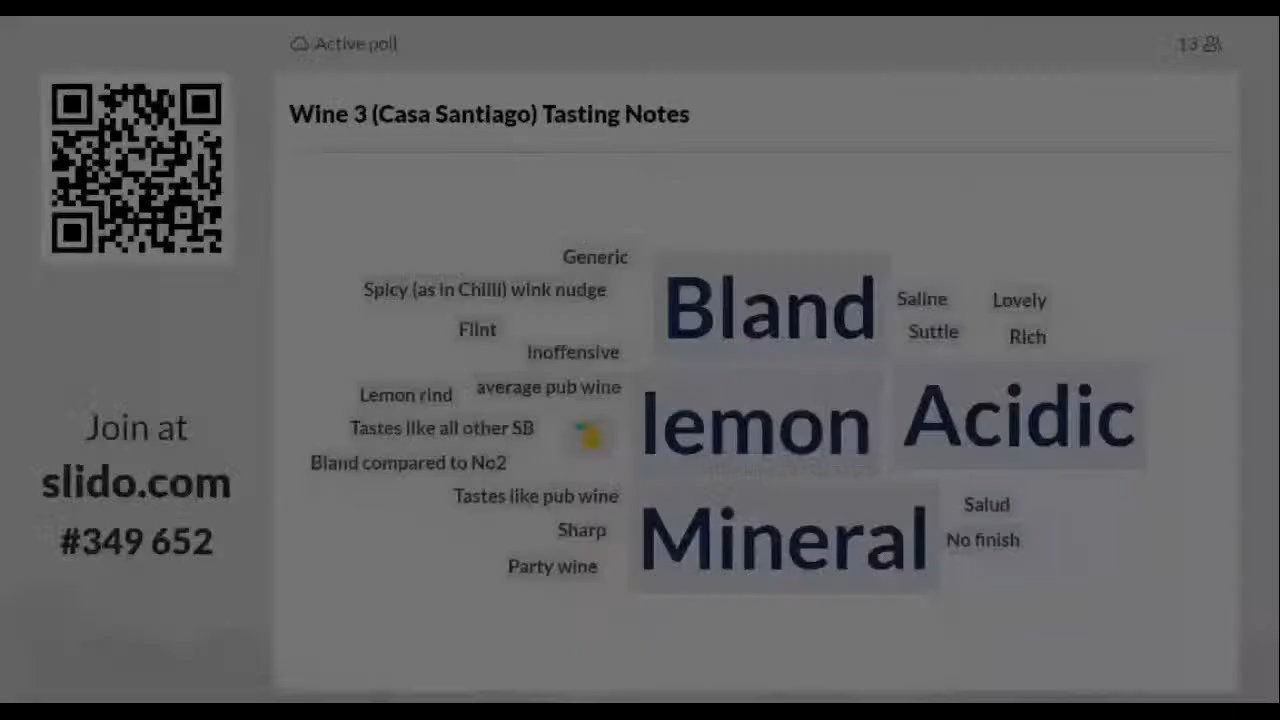 Active poll
13
Wine 3 (Casa Santiago) Tasting Notes
Generic
Spicy (as in Chilli) wink nudge
Bland
Saline
Lovely
Flint
Suttle
Rich
Inoffensive
Lemon rind
average pub wine
lemon
Acidic
Tastes like all other SB
Bland compared to No2
Tastes like pub wine
Mineral
Salud
Sharp
No finish
Party wine
Join at
slido.com
#349 652